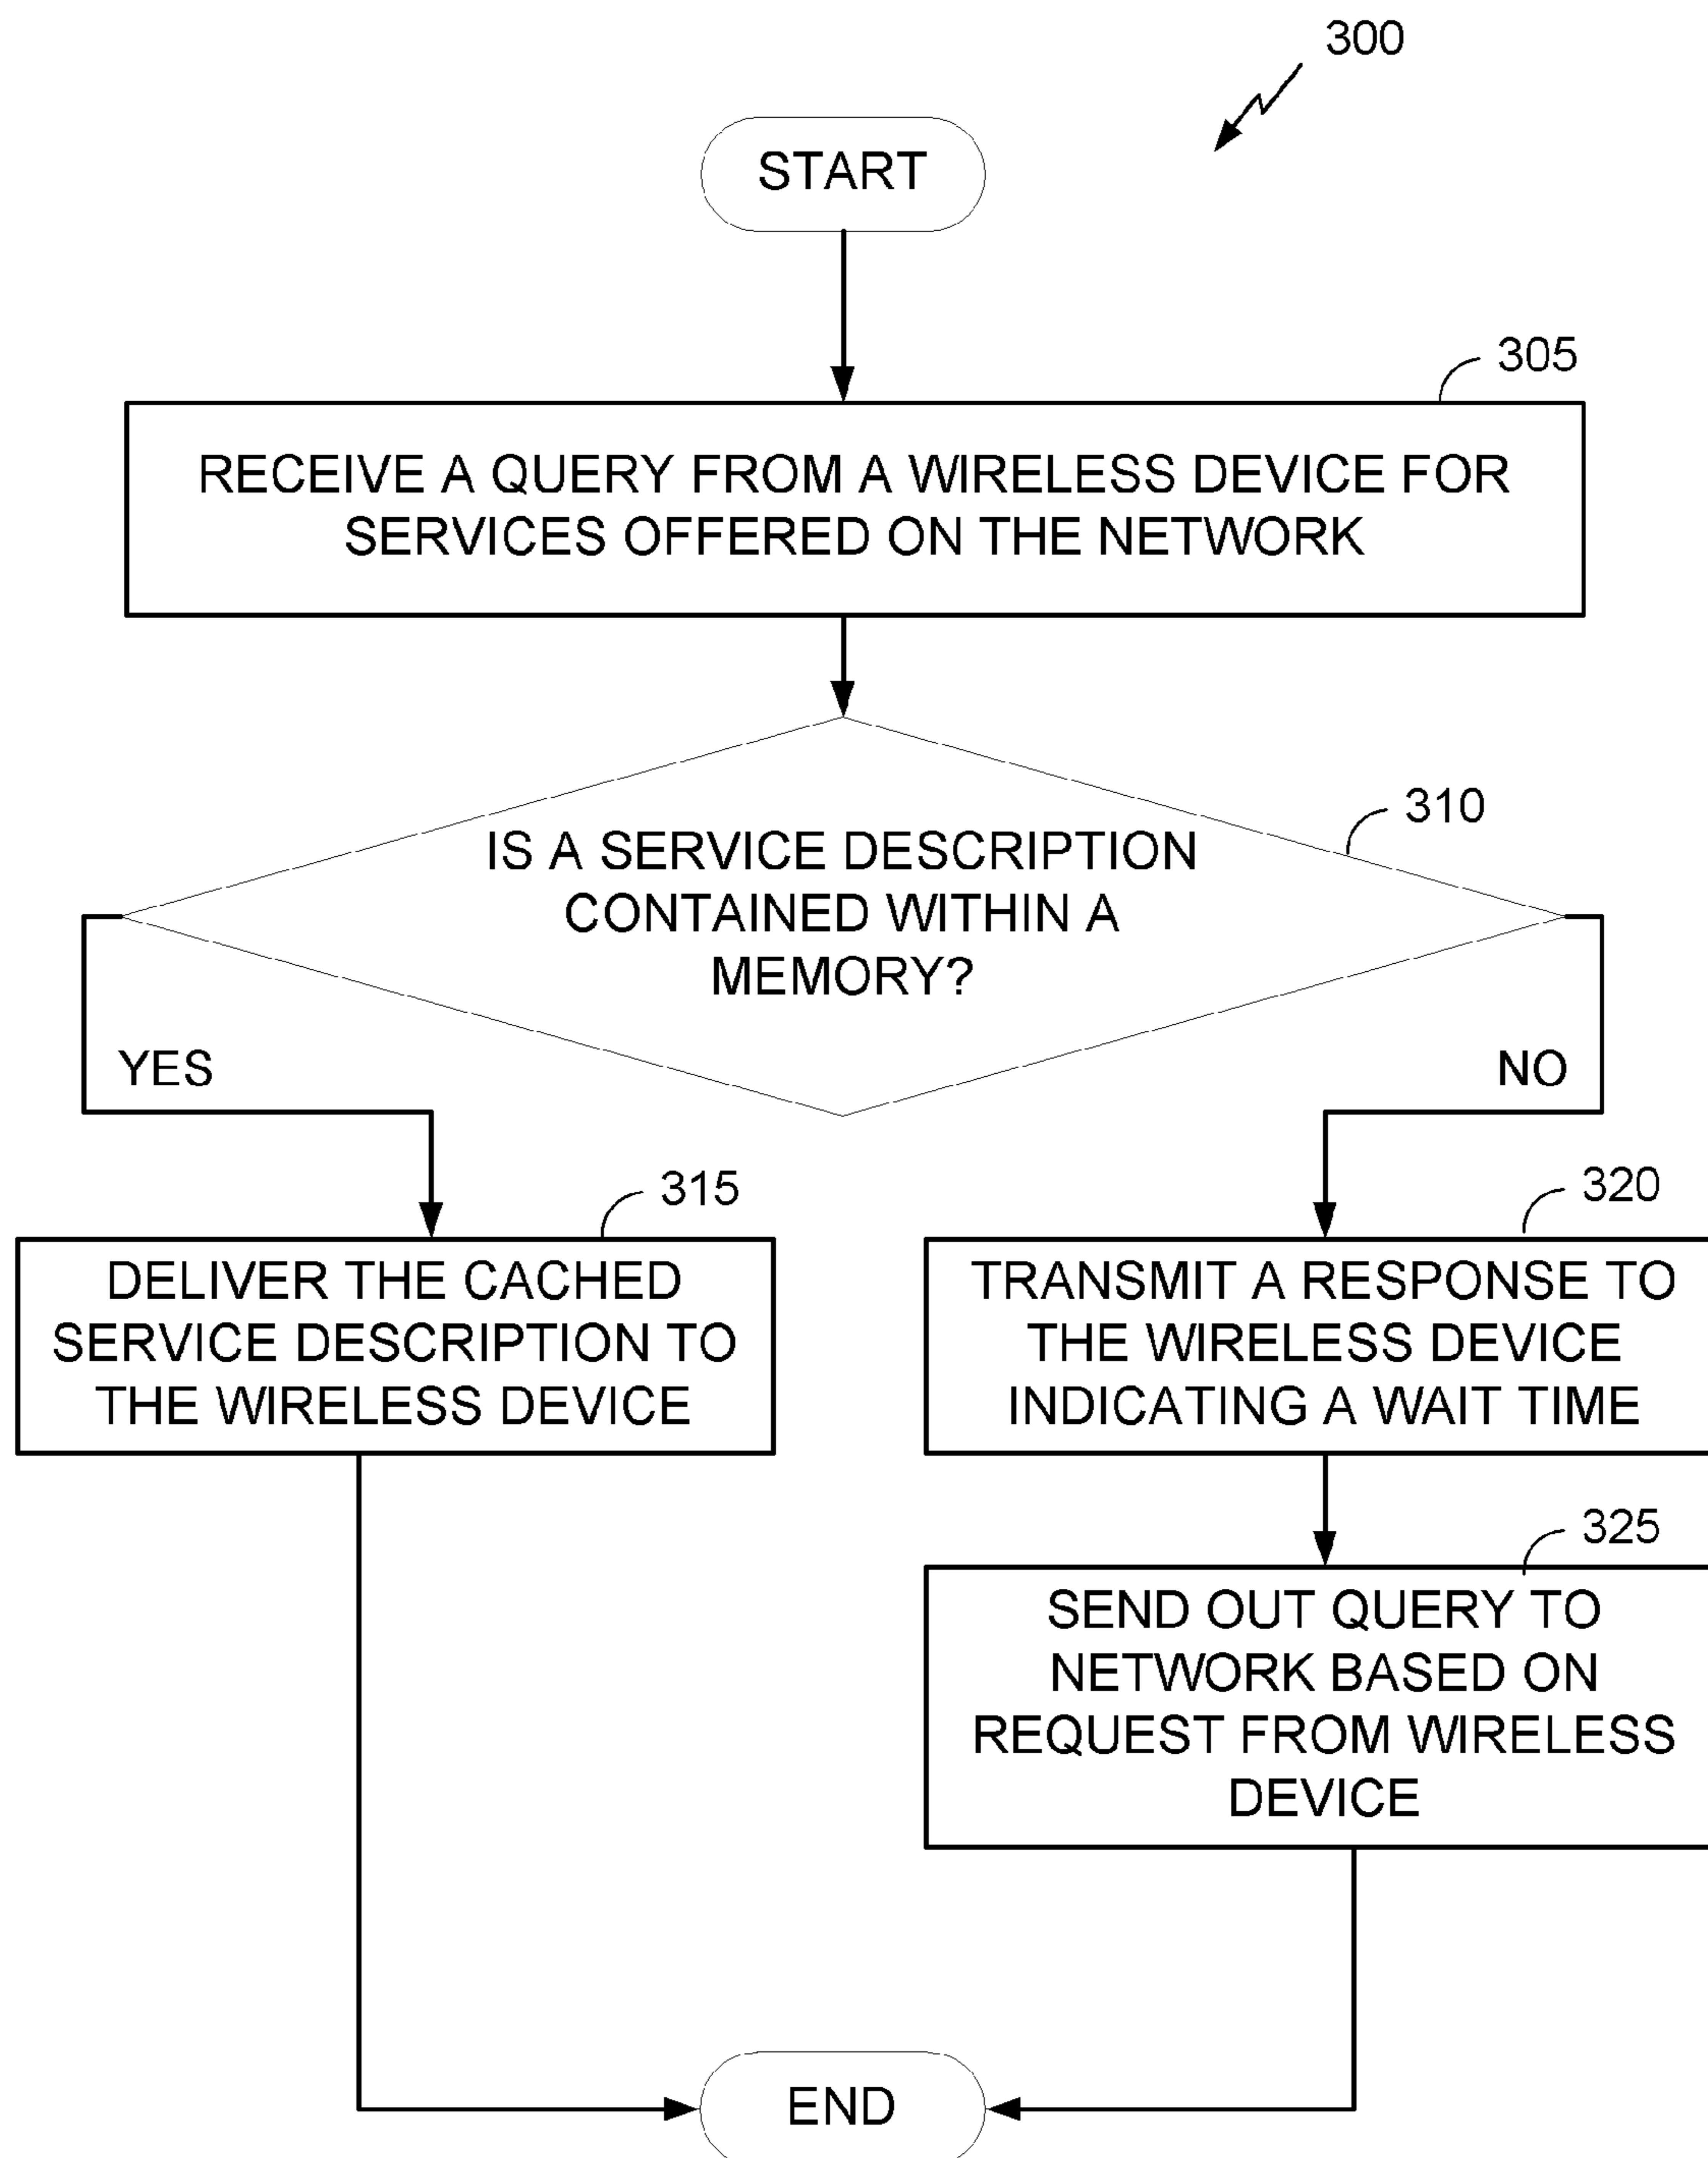 300
START
305
RECEIVE A QUERY FROM A WIRELESS DEVICE FOR
SERVICES OFFERED ON THE NETWORK
310
IS A SERVICE DESCRIPTION
CONTAINED WITHIN A
MEMORY?
YES
NO
315
DELIVER THE CACHED
SERVICE DESCRIPTION TO
THE WIRELESS DEVICE
320
TRANSMIT A RESPONSE TO
THE WIRELESS DEVICE
INDICATING A WAIT TIME
325
SEND OUT QUERY TO
NETWORK BASED ON
REQUEST FROM WIRELESS
DEVICE
END